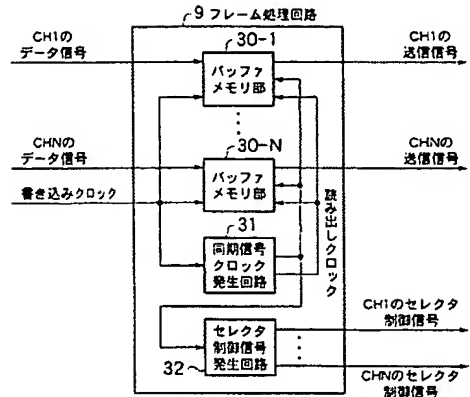 9 フレーム処理回路
CH1の
データ信号
30-1
バッファ
メモリ部
CH1の
送信信号
CHNの
データ信号
30-N
バッファ
メモリ部
CHNの
送信信号
書き込みクロック
31
同期信号
クロック
発生回路
読み出しクロック
セレクタ
制御信号
発生回路
32
CH1のセレクタ
制御信号
CHNのセレクタ
制御信号